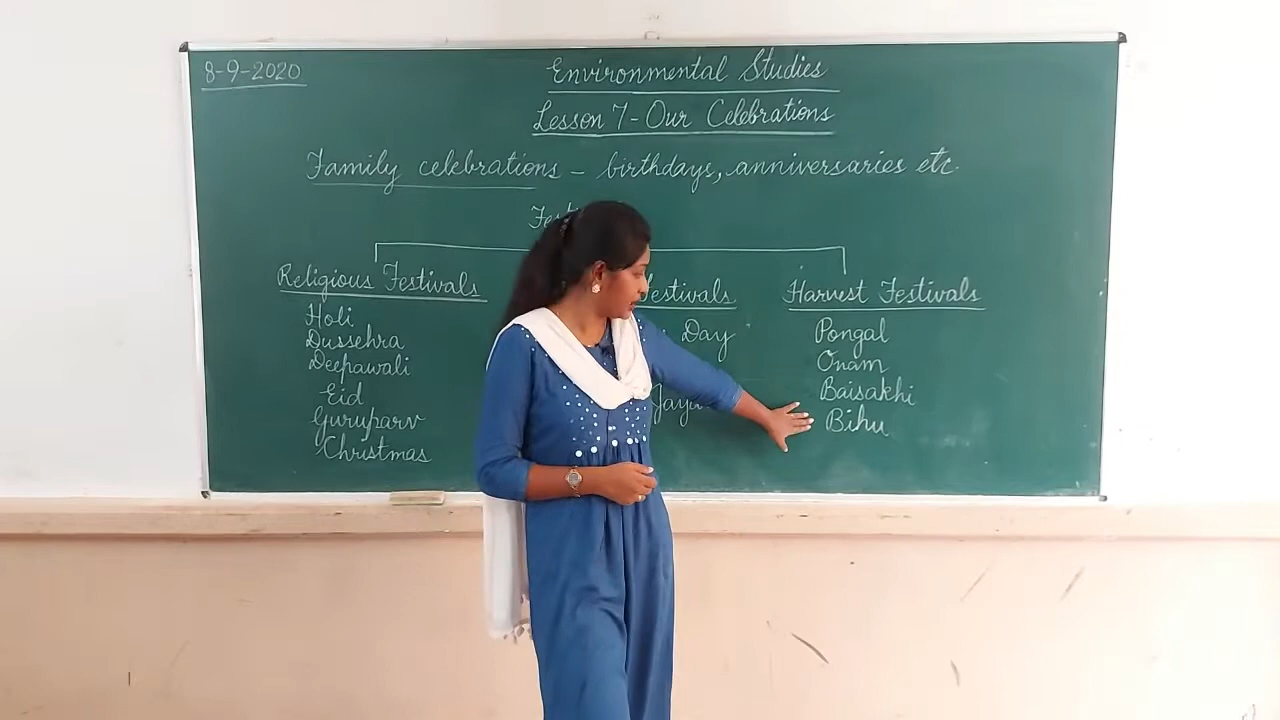 8-9-2020
Environmental Studies
Lesson 7 - Our Celebrations
Family celebrations - birthdays, anniversaries etc.
Religious Festivals
Holi
Dussehra
Deepawali
Eid
Guruparv
Christmas
Festivals
Day
Harvest Festivals
Pongal
Onam
Baisakhi
Bihu